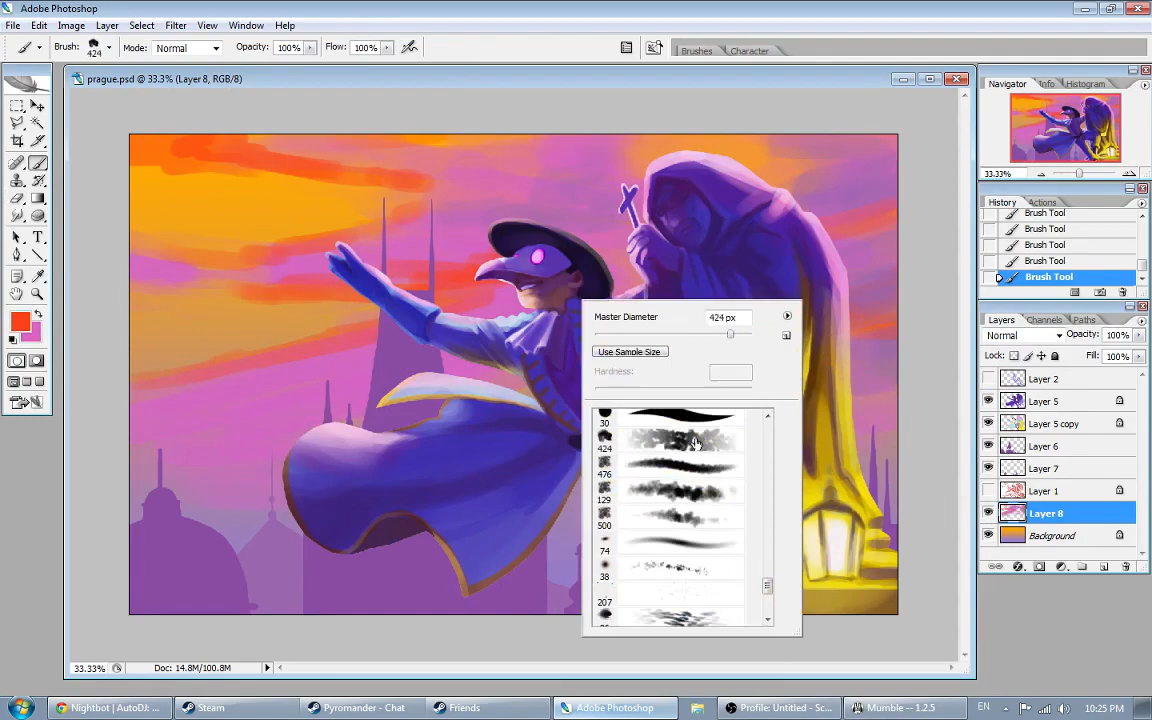 Adobe Photoshop
File Edit Image Layer Select Filter View Window Help
Brush: 424 Mode: Normal Opacity: 100% Flow: 100% Brushes Character
prague.psd @ 33.3% (Layer 8, RGB/8)
Navigator Info Histogram
33.33%
History Actions
Brush Tool
Brush Tool
Brush Tool
Brush Tool
Brush Tool
Layers Channels Paths
Normal Opacity: 100%
Lock: Fill: 100%
Layer 2
Layer 5
Layer 5 copy
Layer 6
Layer 7
Layer 1
Layer 8
Background
Master Diameter 424 px
Use Sample Size
Hardness:
30
424
476
129
500
74
38
207
33.33% Doc: 14.8M/100.8M
Nightbot | AutoDJ: ... Steam Pyromander - Chat Friends Adobe Photoshop Profile: Untitled - Sc... Mumble -- 1.2.5 EN 10:25 PM